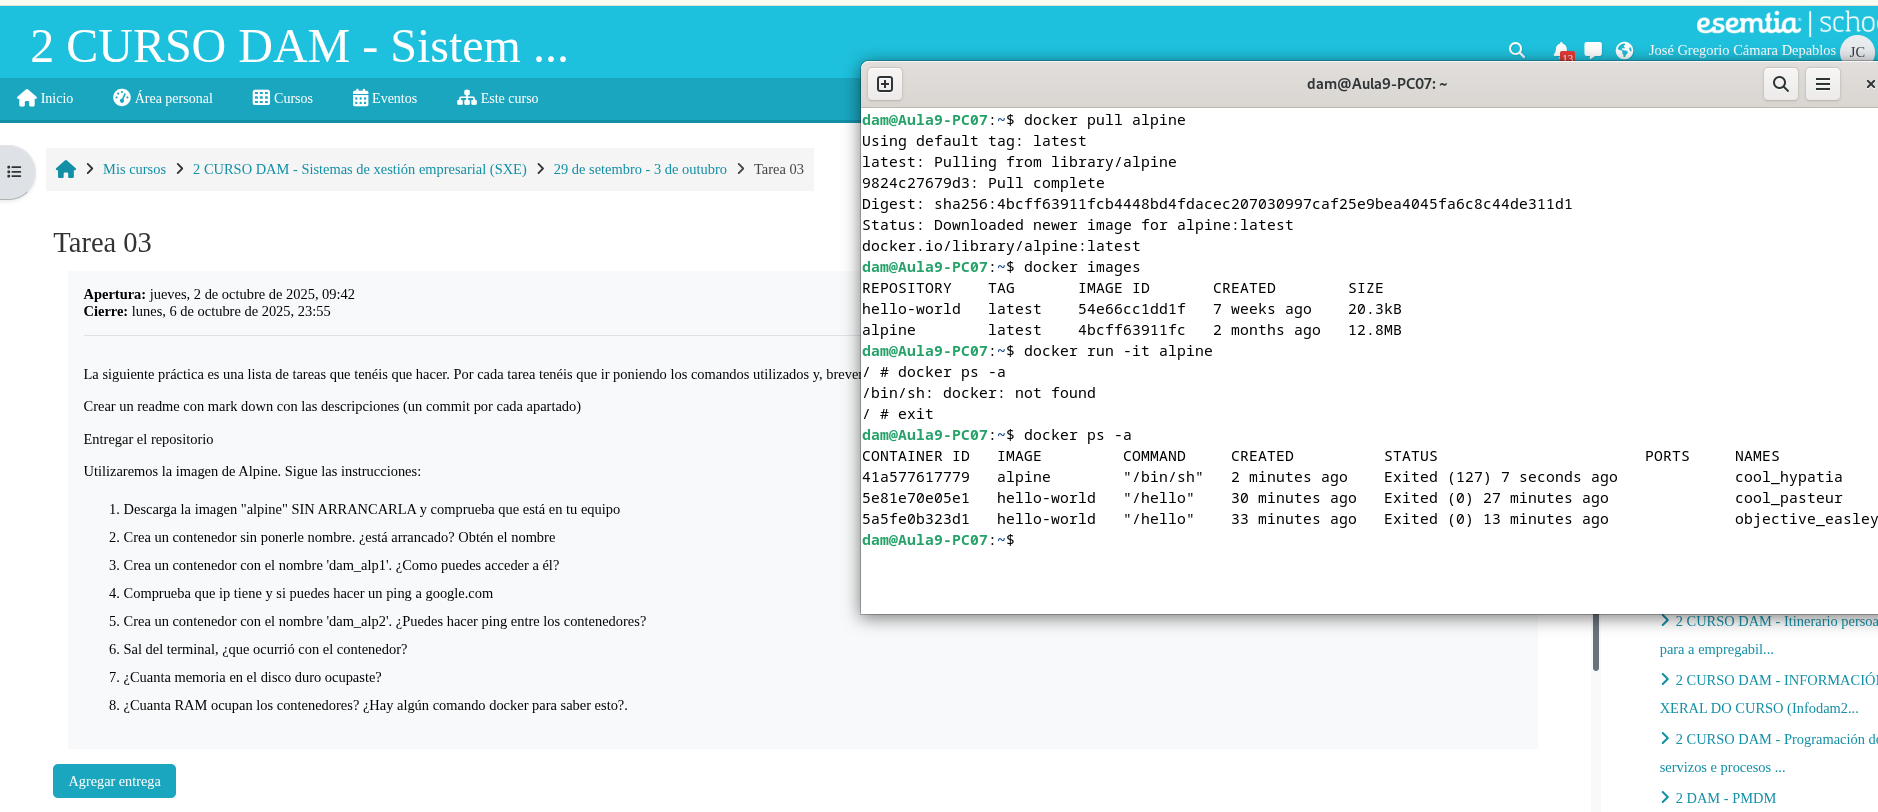 2 CURSO DAM - Sistem ...
esemtia | schoo
13
José Gregorio Cámara Depablos
JC
Inicio
Área personal
Cursos
Eventos
Este curso
Mis cursos
2 CURSO DAM - Sistemas de xestión empresarial (SXE)
29 de setembro - 3 de outubro
Tarea 03
Tarea 03
Apertura: jueves, 2 de octubre de 2025, 09:42
Cierre: lunes, 6 de octubre de 2025, 23:55
La siguiente práctica es una lista de tareas que tenéis que hacer. Por cada tarea tenéis que ir poniendo los comandos utilizados y, brever
Crear un readme con mark down con las descripciones (un commit por cada apartado)
Entregar el repositorio
Utilizaremos la imagen de Alpine. Sigue las instrucciones:
1. Descarga la imagen "alpine" SIN ARRANCARLA y comprueba que está en tu equipo
2. Crea un contenedor sin ponerle nombre. ¿está arrancado? Obtén el nombre
3. Crea un contenedor con el nombre 'dam_alp1'. ¿Como puedes acceder a él?
4. Comprueba que ip tiene y si puedes hacer un ping a google.com
5. Crea un contenedor con el nombre 'dam_alp2'. ¿Puedes hacer ping entre los contenedores?
6. Sal del terminal, ¿que ocurrió con el contenedor?
7. ¿Cuanta memoria en el disco duro ocupaste?
8. ¿Cuanta RAM ocupan los contenedores? ¿Hay algún comando docker para saber esto?.
Agregar entrega
dam@Aula9-PC07: ~
dam@Aula9-PC07:~$ docker pull alpine
Using default tag: latest
latest: Pulling from library/alpine
9824c27679d3: Pull complete
Digest: sha256:4bcff63911fcb4448bd4fdacec207030997caf25e9bea4045fa6c8c44de311d1
Status: Downloaded newer image for alpine:latest
docker.io/library/alpine:latest
dam@Aula9-PC07:~$ docker images
REPOSITORY    TAG       IMAGE ID       CREATED        SIZE
hello-world   latest    54e66cc1dd1f   7 weeks ago    20.3kB
alpine        latest    4bcff63911fc   2 months ago   12.8MB
dam@Aula9-PC07:~$ docker run -it alpine
/ # docker ps -a
/bin/sh: docker: not found
/ # exit
dam@Aula9-PC07:~$ docker ps -a
CONTAINER ID   IMAGE         COMMAND     CREATED          STATUS                       PORTS     NAMES
41a577617779   alpine        "/bin/sh"   2 minutes ago    Exited (127) 7 seconds ago             cool_hypatia
5e81e70e05e1   hello-world   "/hello"    30 minutes ago   Exited (0) 27 minutes ago              cool_pasteur
5a5fe0b323d1   hello-world   "/hello"    33 minutes ago   Exited (0) 13 minutes ago              objective_easley
dam@Aula9-PC07:~$
2 CURSO DAM - Itinerario persoa
para a empregabil...
2 CURSO DAM - INFORMACIÓN
XERAL DO CURSO (Infodam2...
2 CURSO DAM - Programación de
servizos e procesos ...
2 DAM - PMDM